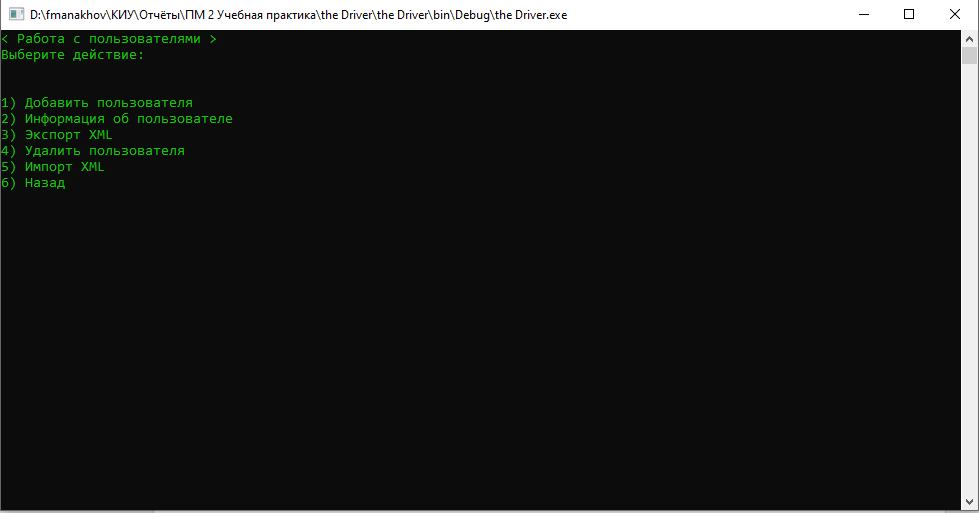 D:\fmanakhov\КИУ\Отчёты\ПМ 2 Учебная практика\the Driver\the Driver\bin\Debug\the Driver.exe
< Работа с пользователями >
Выберите действие:
1) Добавить пользователя
2) Информация об пользователе
3) Экспорт XML
4) Удалить пользователя
5) Импорт XML
6) Назад